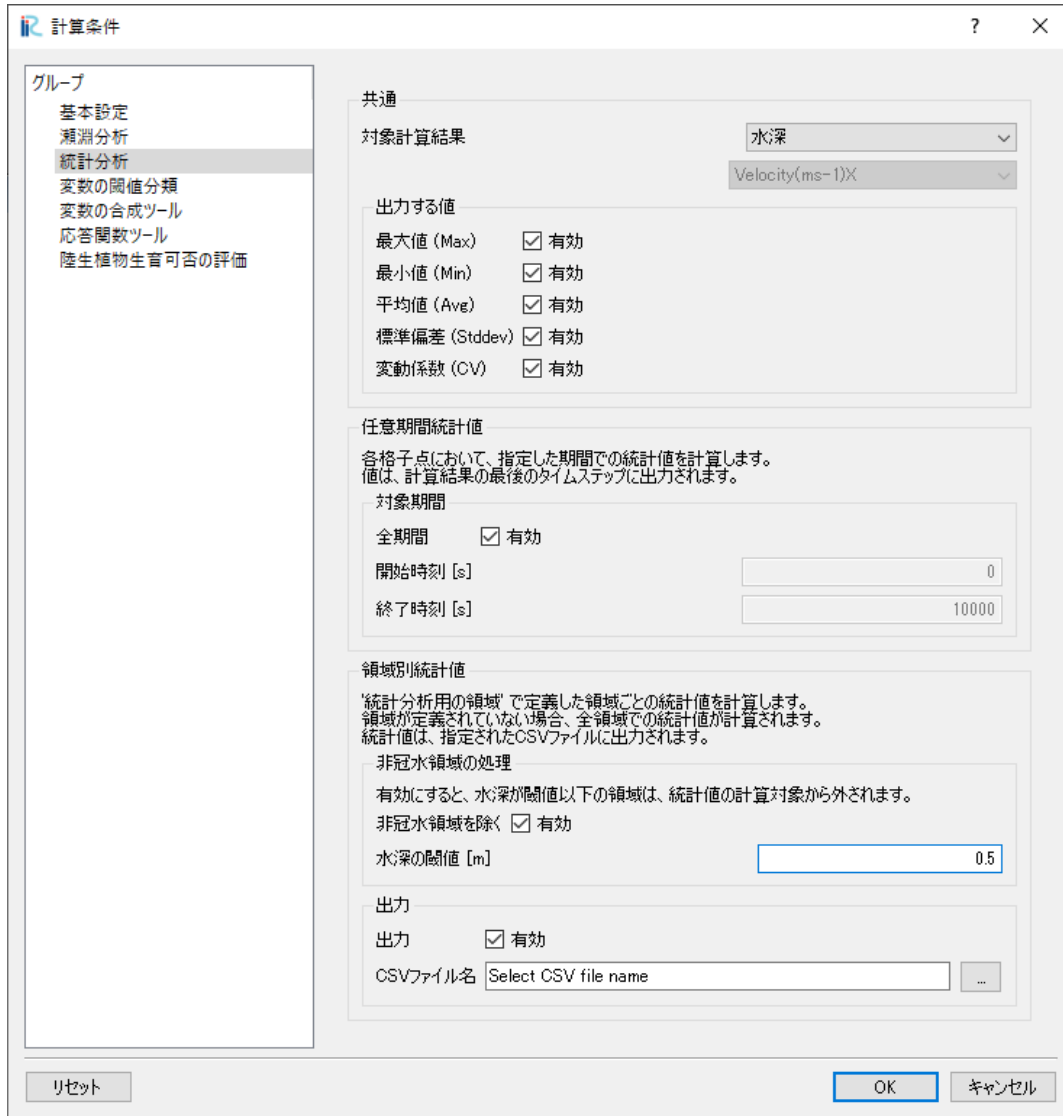 iRC 計算条件 ?
グループ
基本設定
瀬淵分析
統計分析
変数の閾値分類
変数の合成ツール
応答関数ツール
陸生植物生育可否の評価
共通
対象計算結果 水深
Velocity(ms-1)X
出力する値
最大値 (Max) 有効
最小値 (Min) 有効
平均値 (Avg) 有効
標準偏差 (Stddev) 有効
変動係数 (CV) 有効
任意期間統計値
各格子点において、指定した期間での統計値を計算します。
値は、計算結果の最後のタイムステップに出力されます。
対象期間
全期間 有効
開始時刻 [s] 0
終了時刻 [s] 10000
領域別統計値
'統計分析用の領域' で定義した領域ごとの統計値を計算します。
領域が定義されていない場合、全領域での統計値が計算されます。
統計値は、指定されたCSVファイルに出力されます。
非冠水領域の処理
有効にすると、水深が閾値以下の領域は、統計値の計算対象から外されます。
非冠水領域を除く 有効
水深の閾値 [m] 0.5
出力
出力 有効
CSVファイル名 Select CSV file name ...
リセット OK キャンセル